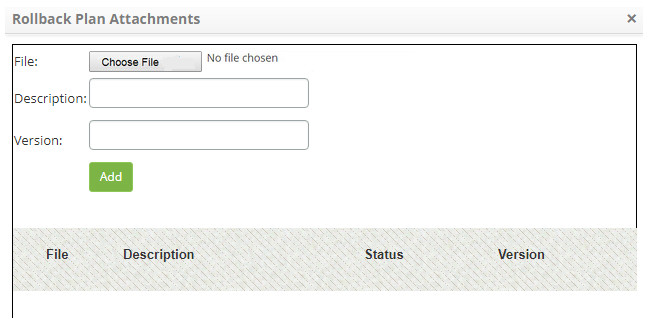 Rollback Plan Attachments ×
File: Choose File No file chosen
Description:
Version:
Add
File Description Status Version